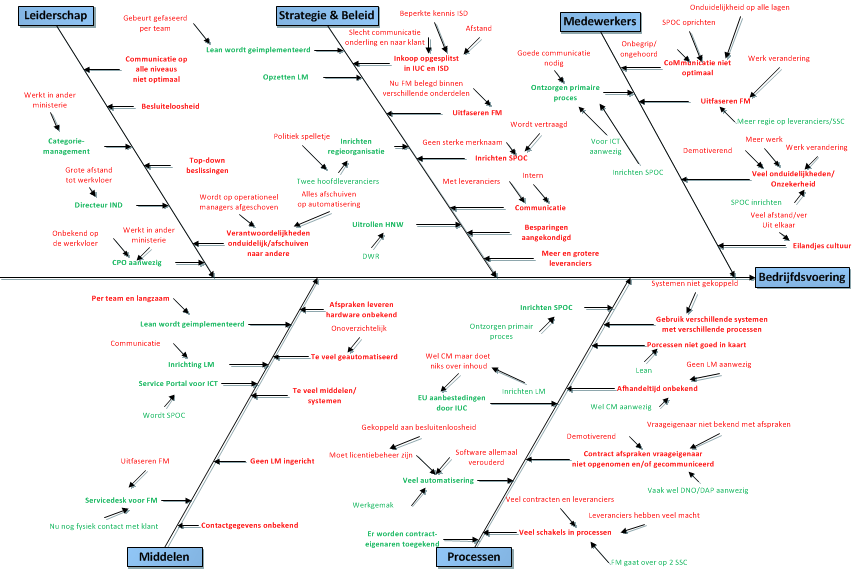 Leiderschap
Gebeurt gefaseerd
per team
Lean wordt geimplementeerd
Communicatie op
alle niveaus
niet optimaal
Besluiteloosheid
Werkt in ander
ministerie
Categorie-
management
Top-down
beslissingen
Grote afstand
tot werkvloer
Directeur IND
Wordt op operationeel
managers afgeschoven
Alles afschuiven
op automatisering
Verantwoordelijkheden
onduidelijk/afschuiven
naar andere
Onbekend op
de werkvloer
Werkt in ander
ministerie
CPO aanwezig
Strategie & Beleid
Beperkte kennis ISD
Slecht communicatie
onderling en naar klant
Afstand
Inkoop opgesplitst
in IUC en ISD
Opzetten LM
Nu FM belegd binnen
verschillende onderdelen
Uitfaseren FM
Politiek spelletje
Inrichten
regieorganisatie
Twee hoofdleveranciers
Wordt vertraagd
Geen sterke merknaam
Inrichten SPOC
Met leveranciers
Intern
Communicatie
Uitrollen HNW
DWR
Besparingen
aangekondigd
Meer en grotere
leveranciers
Medewerkers
Onduidelijkheid op alle lagen
SPOC oprichten
Onbegrip/
ongehoord
CoMmunicatie niet
optimaal
Goede communicatie
nodig
Ontzorgen primaire
proces
Werk verandering
Uitfaseren FM
Meer regie op leveranciers/SSC
Voor ICT
aanwezig
Inrichten SPOC
Demotiverend
Meer werk
Werk verandering
Veel onduidelijkheden/
Onzekerheid
SPOC inrichten
Veel afstand/ver
Uit elkaar
Eilandjes cultuur
Bedrijfdsvoering
Per team en langzaam
Lean wordt geimplementeerd
Afspraken leveren
hardware onbekend
Onoverzichtelijk
Communicatie
Te veel geautomatiseerd
Inrichting LM
Service Portal voor ICT
Wordt SPOC
Te veel middelen/
systemen
Uitfaseren FM
Geen LM ingericht
Servicedesk voor FM
Nu nog fysiek contact met klant
Contactgegevens onbekend
Middelen
Systemen niet gekoppeld
Inrichten SPOC
Ontzorgen primair
proces
Gebruik verschillende systemen
met verschillende processen
Porcessen niet goed in kaart
Lean
Wel CM maar doet
niks over inhoud
Inrichten LM
EU aanbestedingen
door IUC
Geen LM aanwezig
Afhandeltijd onbekend
Wel CM aanwezig
Gekoppeld aan besluitenloosheid
Moet licentiebeheer zijn
Software allemaal
verouderd
Veel automatisering
Werkgemak
Vraageigenaar niet bekend met afspraken
Demotiverend
Contract afspraken vraageigenaar
niet opgenomen en/of gecommuniceerd
Vaak wel DNO/DAP aanwezig
Veel contracten en leveranciers
Leveranciers hebben veel macht
Er worden contract-
eigenaren toegekend
Veel schakels in processen
FM gaat over op 2 SSC
Processen